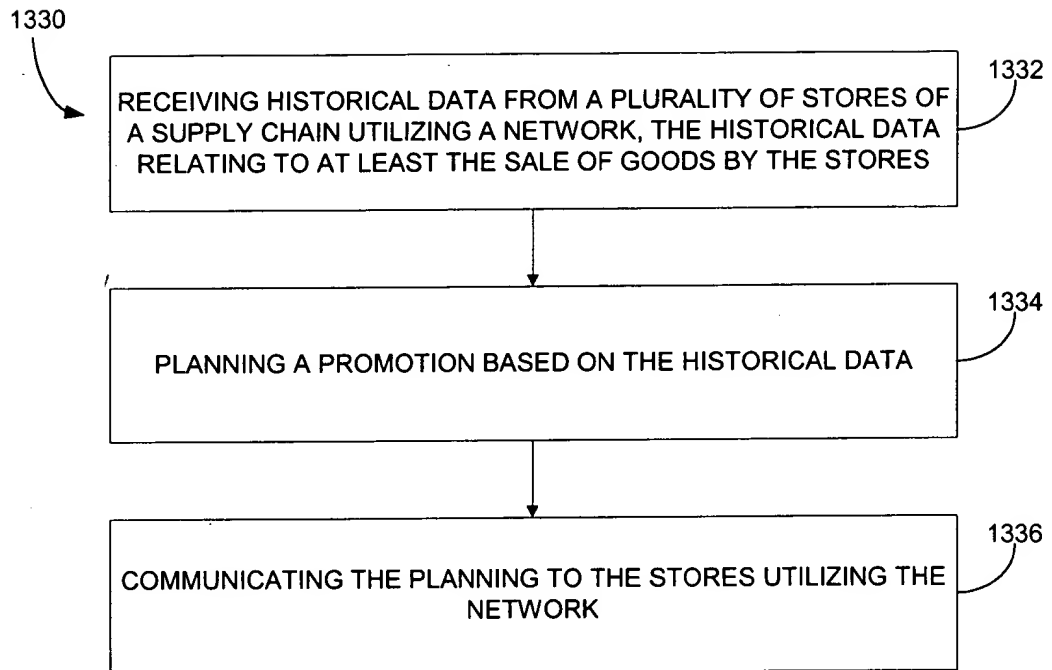 1330
1332
RECEIVING HISTORICAL DATA FROM A PLURALITY OF STORES OF
A SUPPLY CHAIN UTILIZING A NETWORK, THE HISTORICAL DATA
RELATING TO AT LEAST THE SALE OF GOODS BY THE STORES
1334
PLANNING A PROMOTION BASED ON THE HISTORICAL DATA
1336
COMMUNICATING THE PLANNING TO THE STORES UTILIZING THE
NETWORK